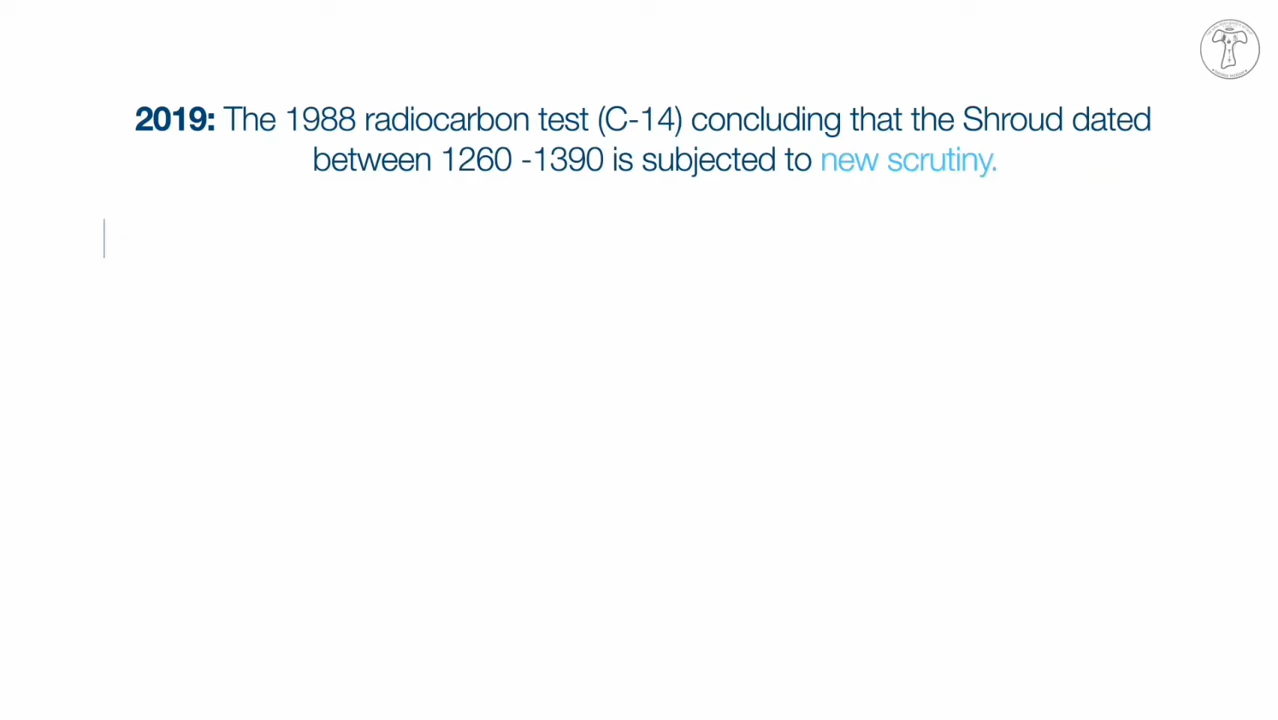 2019: The 1988 radiocarbon test (C-14) concluding that the Shroud dated
between 1260 -1390 is subjected to new scrutiny.